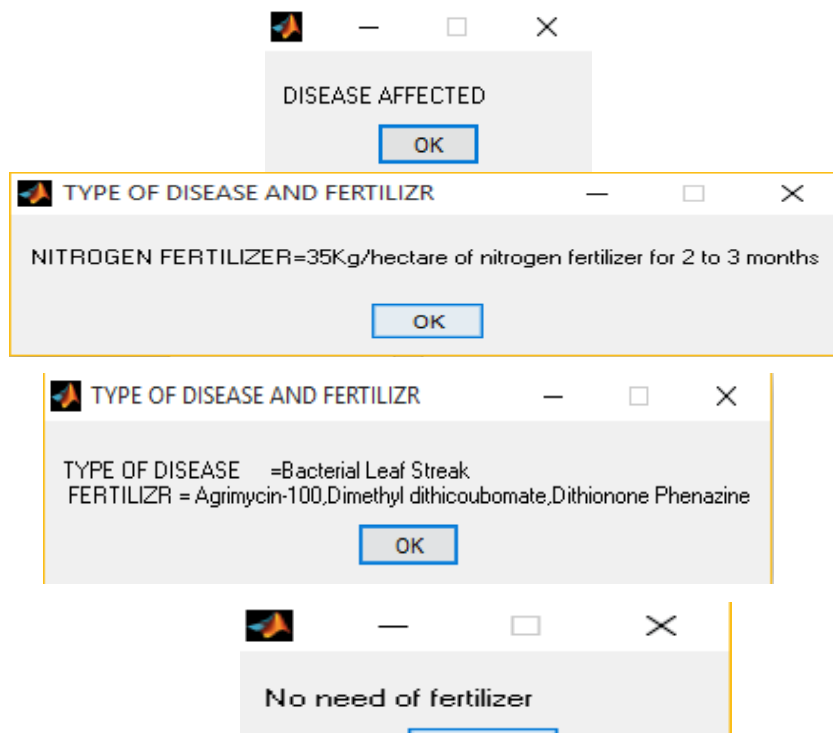 DISEASE AFFECTED
OK
TYPE OF DISEASE AND FERTILIZR
NITROGEN FERTILIZER=35Kg/hectare of nitrogen fertilizer for 2 to 3 months
OK
TYPE OF DISEASE AND FERTILIZR
TYPE OF DISEASE =Bacterial Leaf Streak
FERTILIZR = Agrimycin-100,Dimethyl dithicoubomate,Dithionone Phenazine
OK
No need of fertilizer